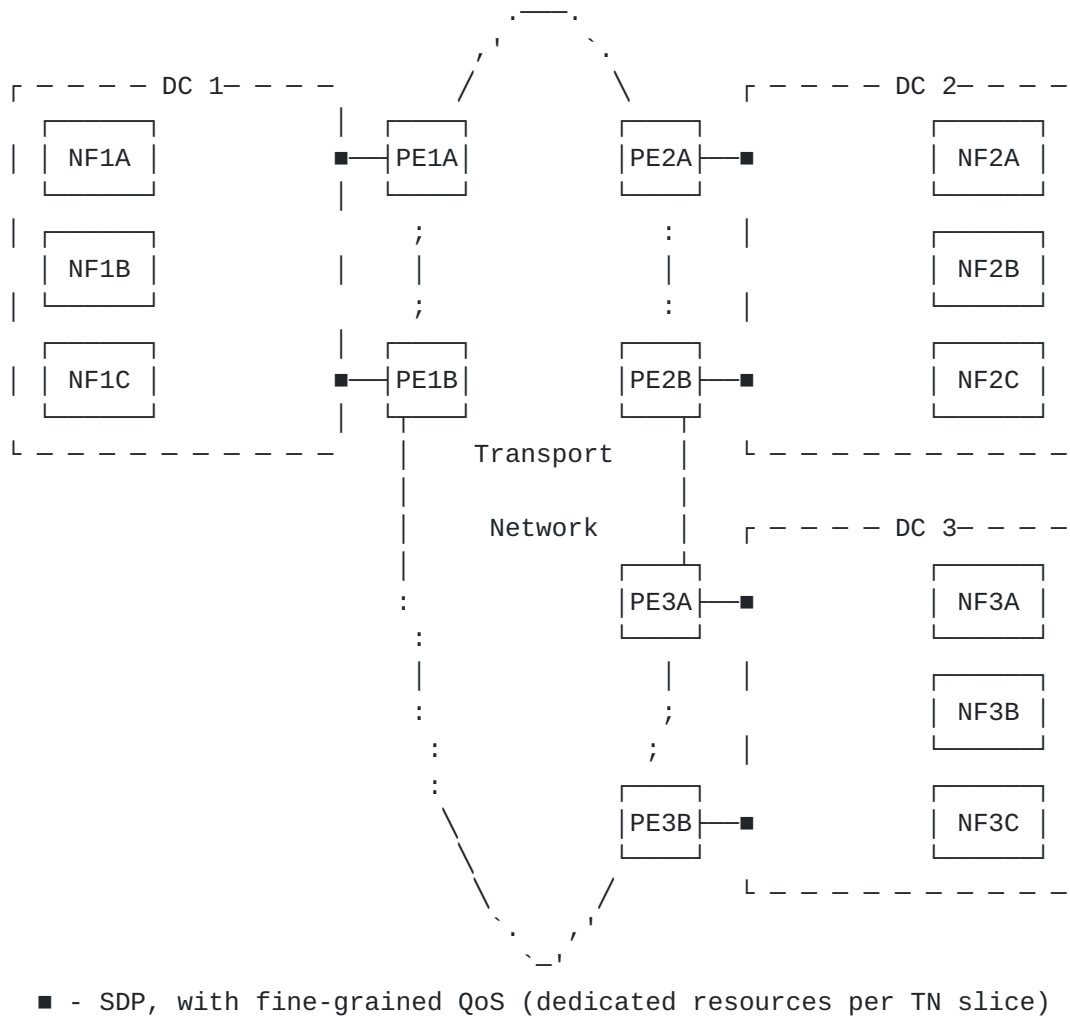 DC 1 DC 2
NF1A PE1A PE2A NF2A
NF1B NF2B
NF1C PE1B PE2B NF2C
Transport
Network DC 3
PE3A NF3A
NF3B
PE3B NF3C
■ - SDP, with fine-grained QoS (dedicated resources per TN slice)